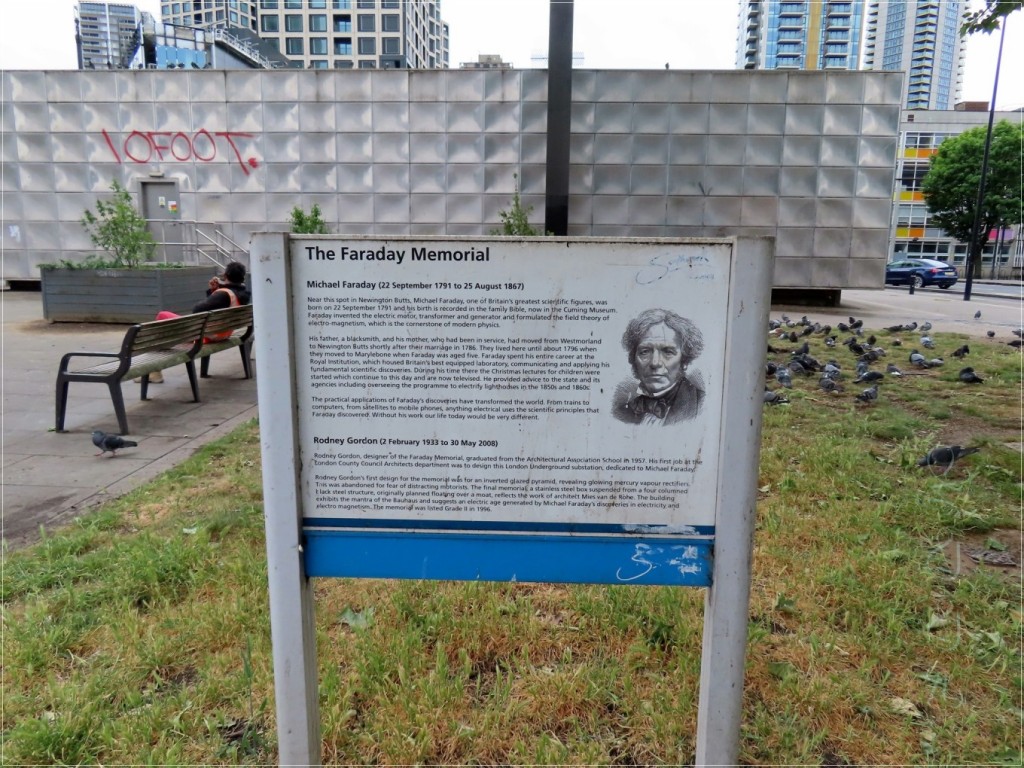 10FOOT.
The Faraday Memorial
Michael Faraday (22 September 1791 to 25 August 1867)
Near this spot in Newington Butts, Michael Faraday, one of Britain's greatest scientific figures, was
born on 22 September 1791 and his birth is recorded in the family Bible, now in the Cuming Museum.
Faraday invented the electric motor, transformer and generator and formulated the field theory of
electro-magnetism, which is the cornerstone of modern physics.
His father, a blacksmith, and his mother, who had been in service, had moved from Westmorland
to Newington Butts shortly after their marriage in 1786. They lived here until about 1796 when
they moved to Marylebone when Faraday was aged five. Faraday spent his entire career at the
Royal Institution, which housed Britain's best equipped laboratory, communicating and applying his
fundamental scientific discoveries. During his time there the Christmas lectures for children were
started which continue to this day and are now televised. He provided advice to the state and its
agencies including overseeing the programme to electrify lighthouses in the 1850s and 1860s.
The practical applications of Faraday's discoveries have transformed the world. From trains to
computers, from satellites to mobile phones, anything electrical uses the scientific principles that
Faraday discovered. Without his work our life today would be very different.
Rodney Gordon (2 February 1933 to 30 May 2008)
Rodney Gordon, designer of the Faraday Memorial, graduated from the Architectural Association School in 1957. His first job at the
London County Council Architects department was to design this London Underground substation, dedicated to Michael Faraday.
Rodney Gordon's first design for the memorial was for an inverted glazed pyramid, revealing glowing mercury vapour rectifiers.
This was abandoned for fear of distracting motorists. The final memorial, a stainless steel box suspended from a four columned
black steel structure, originally planned floating over a moat, reflects the work of architect Mies van de Rohe. The building
exhibits the mantra of the Bauhaus and suggests an electric age generated by Michael Faraday's discoveries in electricity and
electro magnetism. The memorial was listed Grade II in 1996.